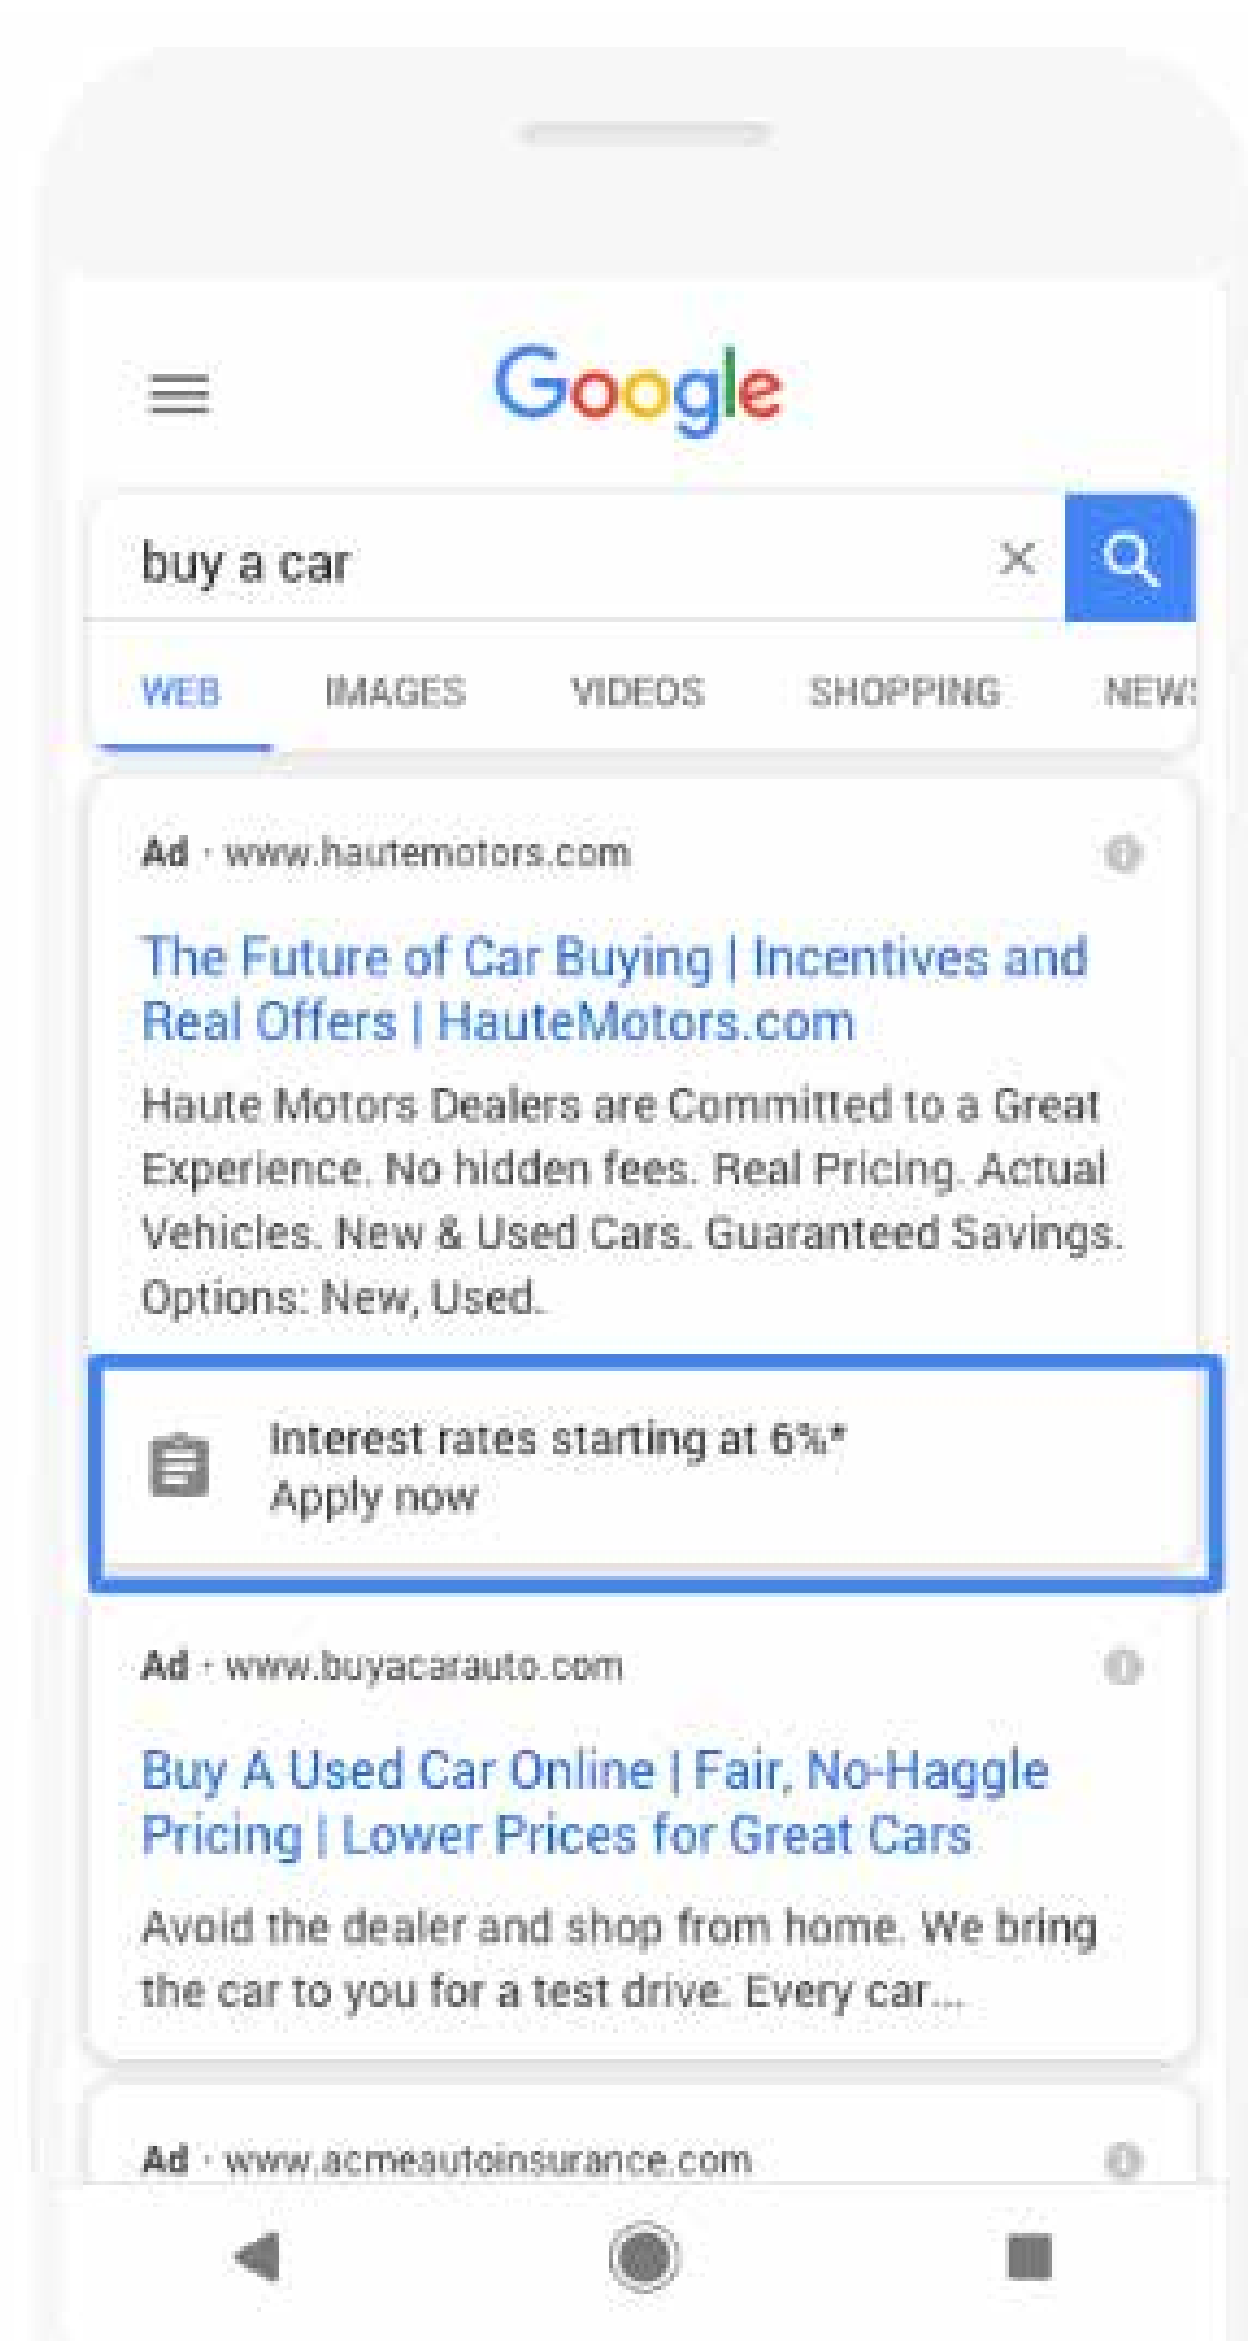 Google
buy a car
WEB IMAGES VIDEOS SHOPPING NEWS
Ad · www.hautemotors.com
The Future of Car Buying | Incentives and
Real Offers | HauteMotors.com
Haute Motors Dealers are Committed to a Great
Experience. No hidden fees. Real Pricing. Actual
Vehicles. New & Used Cars. Guaranteed Savings.
Options: New, Used.
Interest rates starting at 6%*
Apply now
Ad · www.buyacarauto.com
Buy A Used Car Online | Fair, No-Haggle
Pricing | Lower Prices for Great Cars
Avoid the dealer and shop from home. We bring
the car to you for a test drive. Every car...
Ad · www.acmeautoinsurance.com